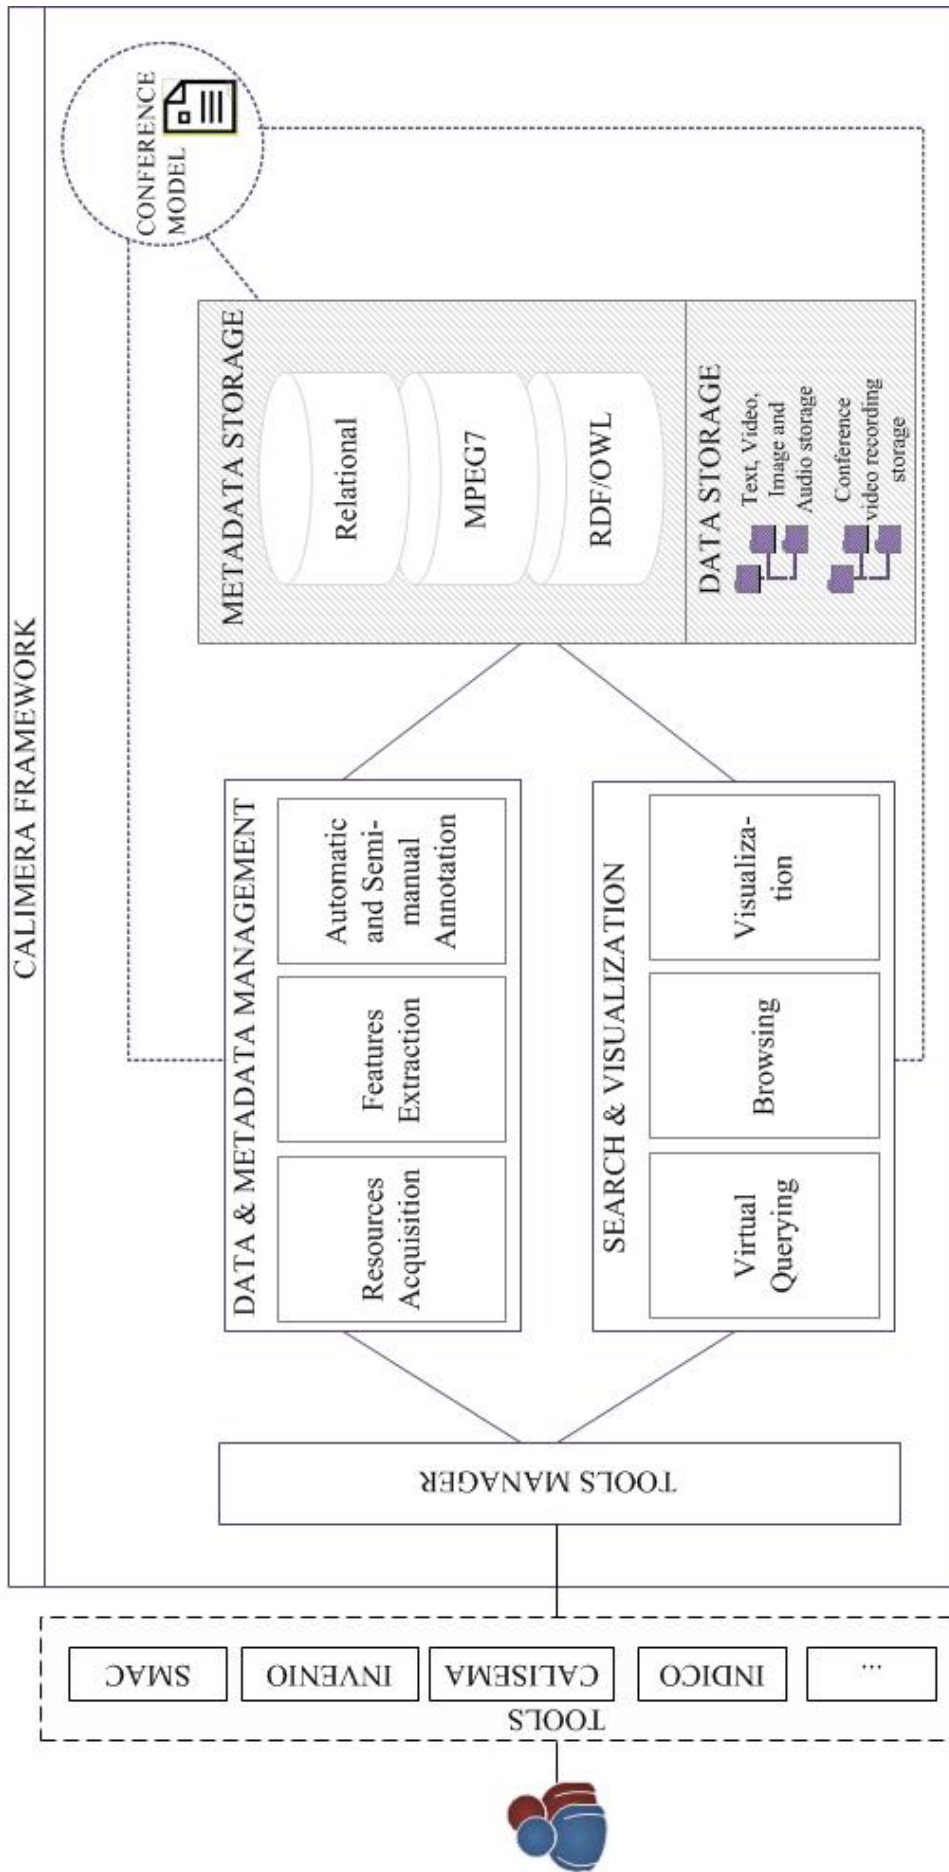 CALIMERA FRAMEWORK
CONFERENCE
MODEL
METADATA STORAGE
Relational
MPEG7
RDF/OWL
DATA STORAGE
Text, Video,
Image and
Audio storage
Conference
video recording
storage
DATA & METADATA MANAGEMENT
Resources
Acquisition
Features
Extraction
Automatic
and Semi-
manual
Annotation
SEARCH & VISUALIZATION
Virtual
Querying
Browsing
Visualiza-
tion
TOOLS MANAGER
SMAC
INVENIO
CALISEMA
INDICO
...
TOOLS